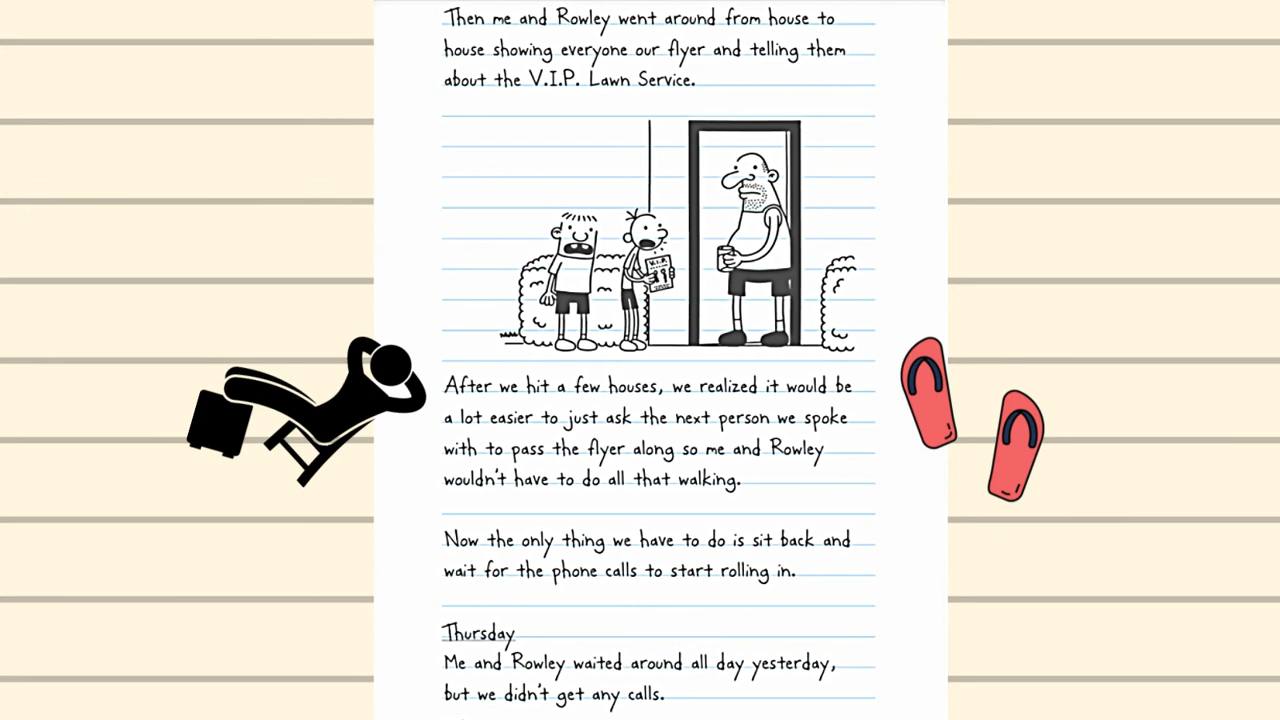 Then me and Rowley went around from house to
house showing everyone our flyer and telling them
about the V.I.P. Lawn Service.
V.I.P.
After we hit a few houses, we realized it would be
a lot easier to just ask the next person we spoke
with to pass the flyer along so me and Rowley
wouldn't have to do all that walking.
Now the only thing we have to do is sit back and
wait for the phone calls to start rolling in.
Thursday
Me and Rowley waited around all day yesterday,
but we didn't get any calls.